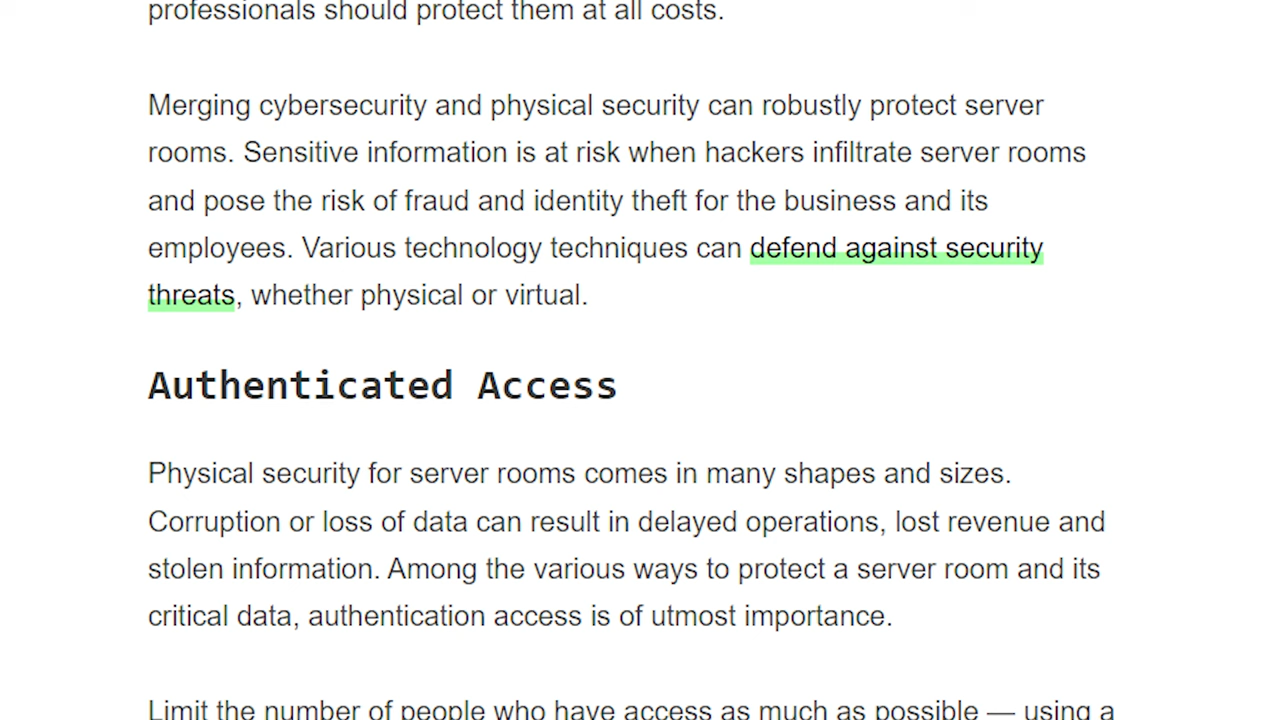 professionals should protect them at all costs.
Merging cybersecurity and physical security can robustly protect server
rooms. Sensitive information is at risk when hackers infiltrate server rooms
and pose the risk of fraud and identity theft for the business and its
employees. Various technology techniques can defend against security
threats, whether physical or virtual.
Authenticated Access
Physical security for server rooms comes in many shapes and sizes.
Corruption or loss of data can result in delayed operations, lost revenue and
stolen information. Among the various ways to protect a server room and its
critical data, authentication access is of utmost importance.
Limit the number of people who have access as much as possible — using a